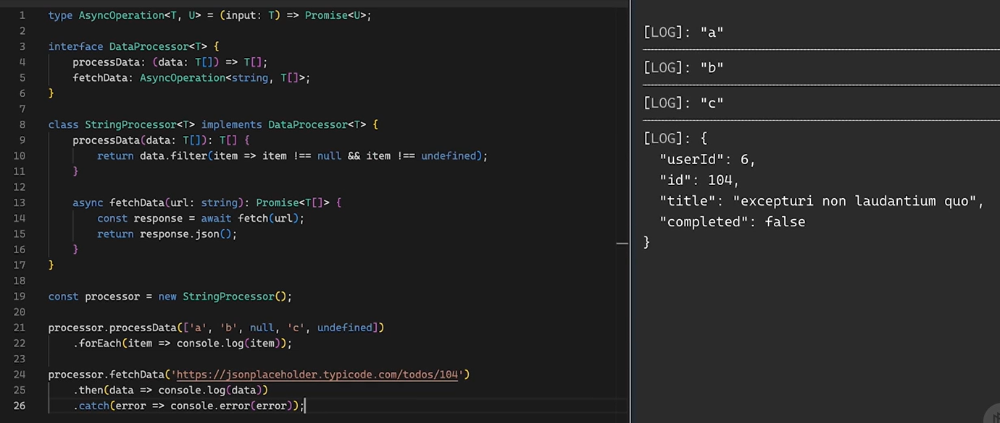 1 type AsyncOperation<T, U> = (input: T) => Promise<U>;
2
3 interface DataProcessor<T> {
4 processData: (data: T[]) => T[];
5 fetchData: AsyncOperation<string, T[]>;
6 }
7
8 class StringProcessor<T> implements DataProcessor<T> {
9 processData(data: T[]): T[] {
10 return data.filter(item => item !== null && item !== undefined);
11 }
12
13 async fetchData(url: string): Promise<T[]> {
14 const response = await fetch(url);
15 return response.json();
16 }
17 }
18
19 const processor = new StringProcessor();
20
21 processor.processData(['a', 'b', null, 'c', undefined])
22 .forEach(item => console.log(item));
23
24 processor.fetchData('https://jsonplaceholder.typicode.com/todos/104')
25 .then(data => console.log(data))
26 .catch(error => console.error(error));
[LOG]: "a"
[LOG]: "b"
[LOG]: "c"
[LOG]: {
"userId": 6,
"id": 104,
"title": "excepturi non laudantium quo",
"completed": false
}